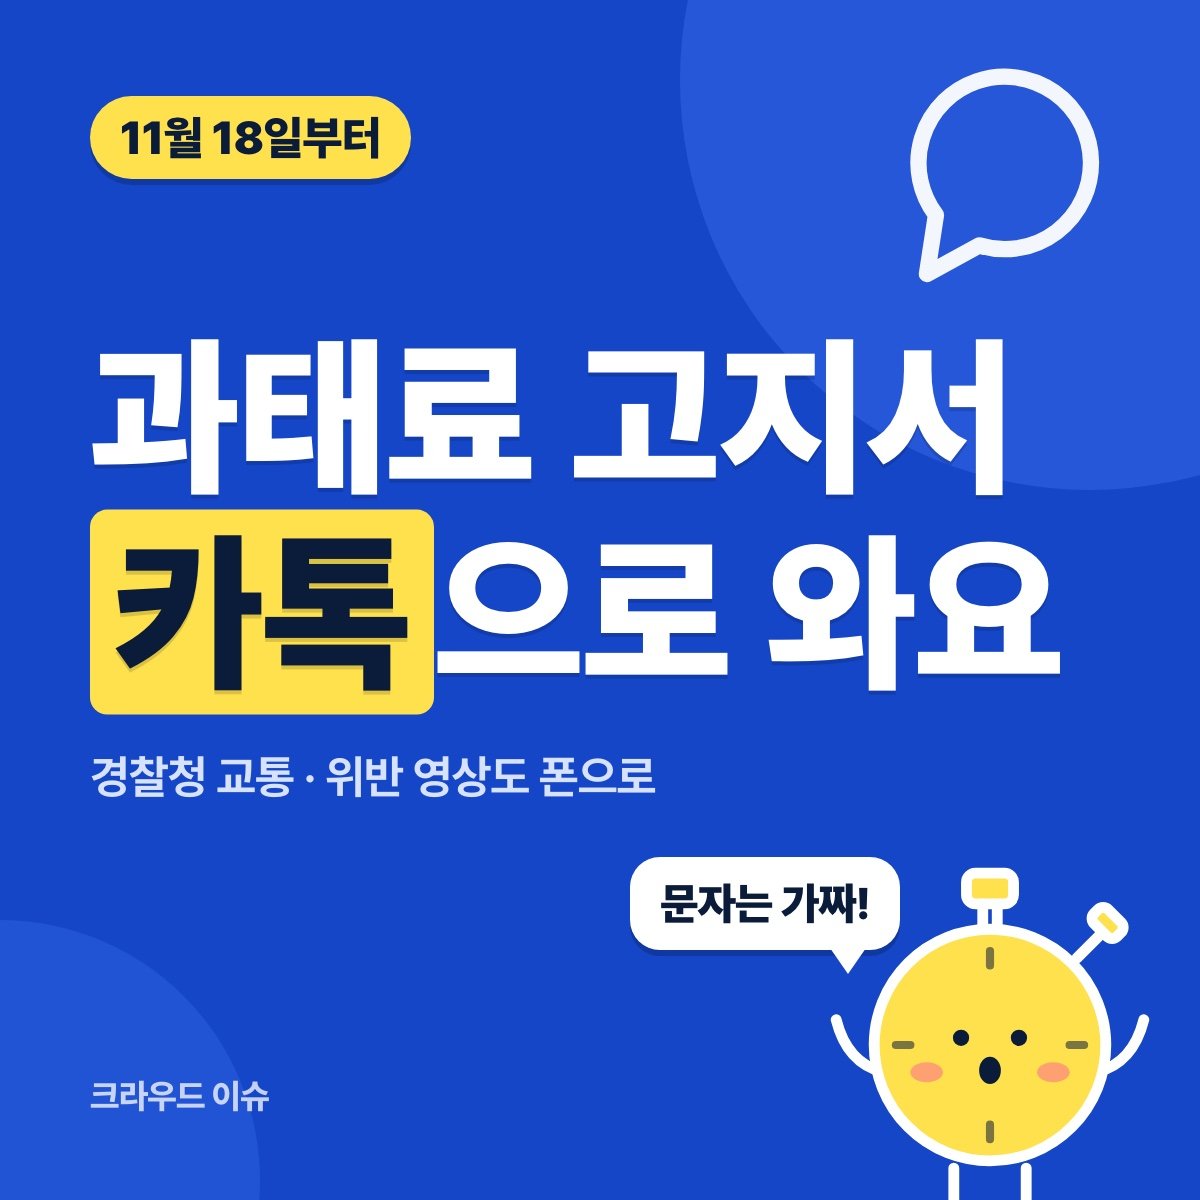 11월 18일부터
과태료 고지서
카톡으로 와요
경찰청 교통 · 위반 영상도 폰으로
문자는 가짜!
크라우드 이슈